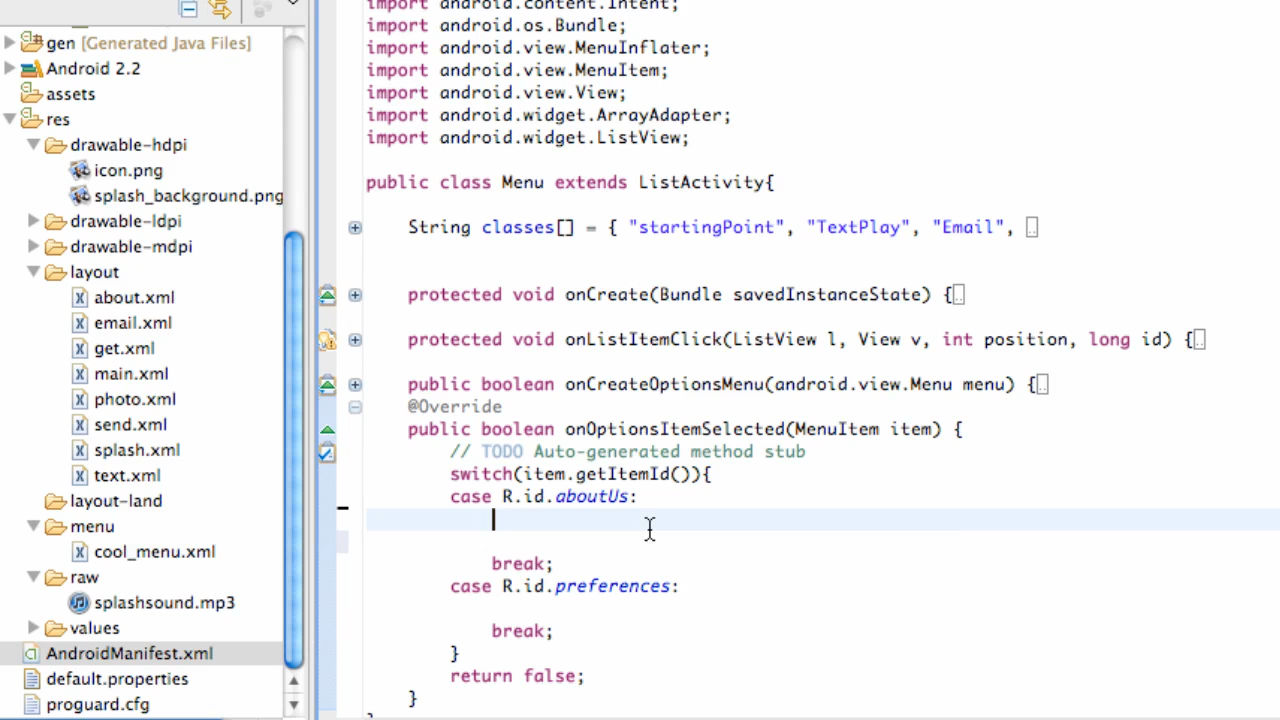 gen [Generated Java Files]
Android 2.2
assets
res
drawable-hdpi
icon.png
splash_background.png
drawable-ldpi
drawable-mdpi
layout
about.xml
email.xml
get.xml
main.xml
photo.xml
send.xml
splash.xml
text.xml
layout-land
menu
cool_menu.xml
raw
splashsound.mp3
values
AndroidManifest.xml
default.properties
proguard.cfg
import android.content.Intent;
import android.os.Bundle;
import android.view.MenuInflater;
import android.view.MenuItem;
import android.view.View;
import android.widget.ArrayAdapter;
import android.widget.ListView;
public class Menu extends ListActivity{
String classes[] = { "startingPoint", "TextPlay", "Email",
protected void onCreate(Bundle savedInstanceState) {
protected void onListItemClick(ListView l, View v, int position, long id) {
public boolean onCreateOptionsMenu(android.view.Menu menu) {
@Override
public boolean onOptionsItemSelected(MenuItem item) {
// TODO Auto-generated method stub
switch(item.getItemId()){
case R.id.aboutUs:
break;
case R.id.preferences:
break;
}
return false;
}